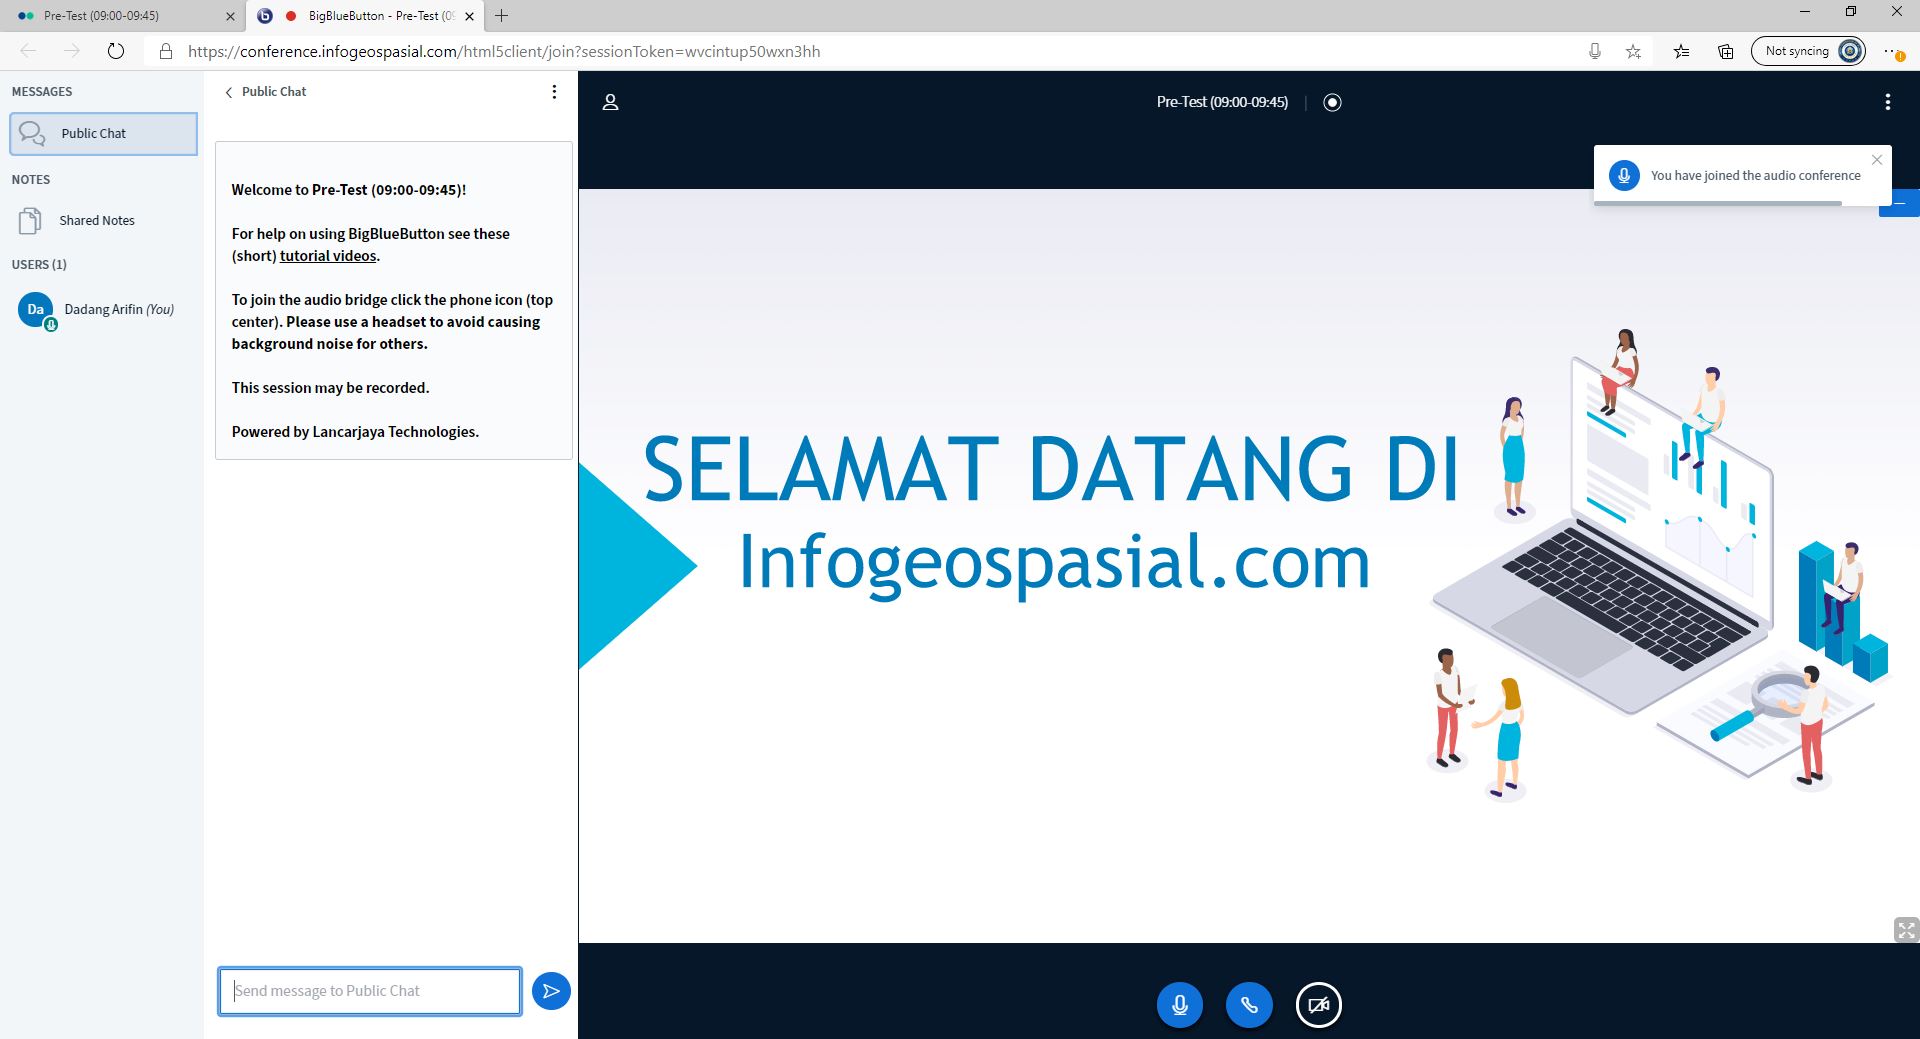 Pre-Test (09:00-09:45)
BigBlueButton - Pre-Test (09
https://conference.infogeospasial.com/html5client/join?sessionToken=wvcintup50wxn3hh
Not syncing
MESSAGES
Public Chat
NOTES
Shared Notes
USERS (1)
Da
Dadang Arifin (You)
Public Chat
Welcome to Pre-Test (09:00-09:45)!
For help on using BigBlueButton see these
(short) tutorial videos.
To join the audio bridge click the phone icon (top
center). Please use a headset to avoid causing
background noise for others.
This session may be recorded.
Powered by Lancarjaya Technologies.
Send message to Public Chat
Pre-Test (09:00-09:45)
You have joined the audio conference
SELAMAT DATANG DI
Infogeospasial.com